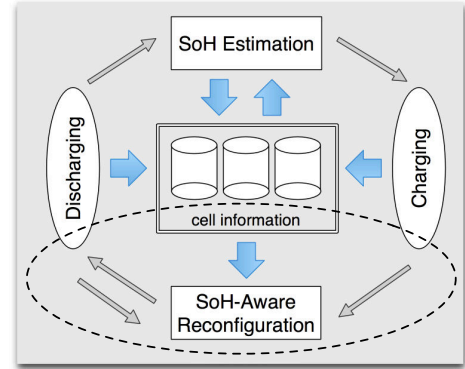 SoH Estimation
Discharging
Charging
cell information
SoH-Aware
Reconfiguration